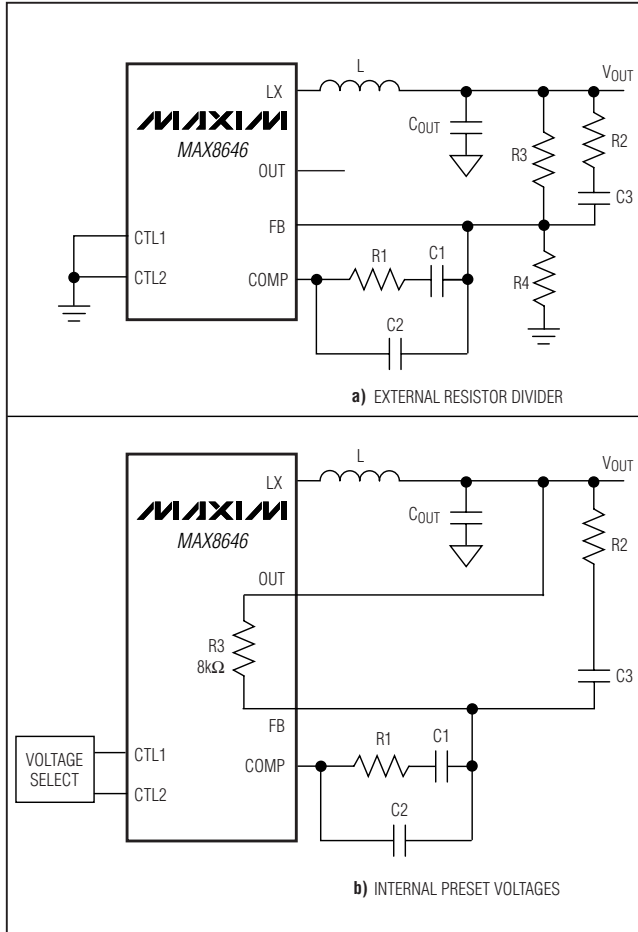 L
VOUT
LX
MAXIM
MAX8646
COUT
R2
R3
OUT
C3
FB
CTL1
R1
C1
CTL2
COMP
R4
C2
a) EXTERNAL RESISTOR DIVIDER
L
VOUT
LX
MAXIM
MAX8646
COUT
R2
OUT
R3
8kΩ
C3
FB
VOLTAGE
SELECT
CTL1
CTL2
COMP
R1
C1
C2
b) INTERNAL PRESET VOLTAGES